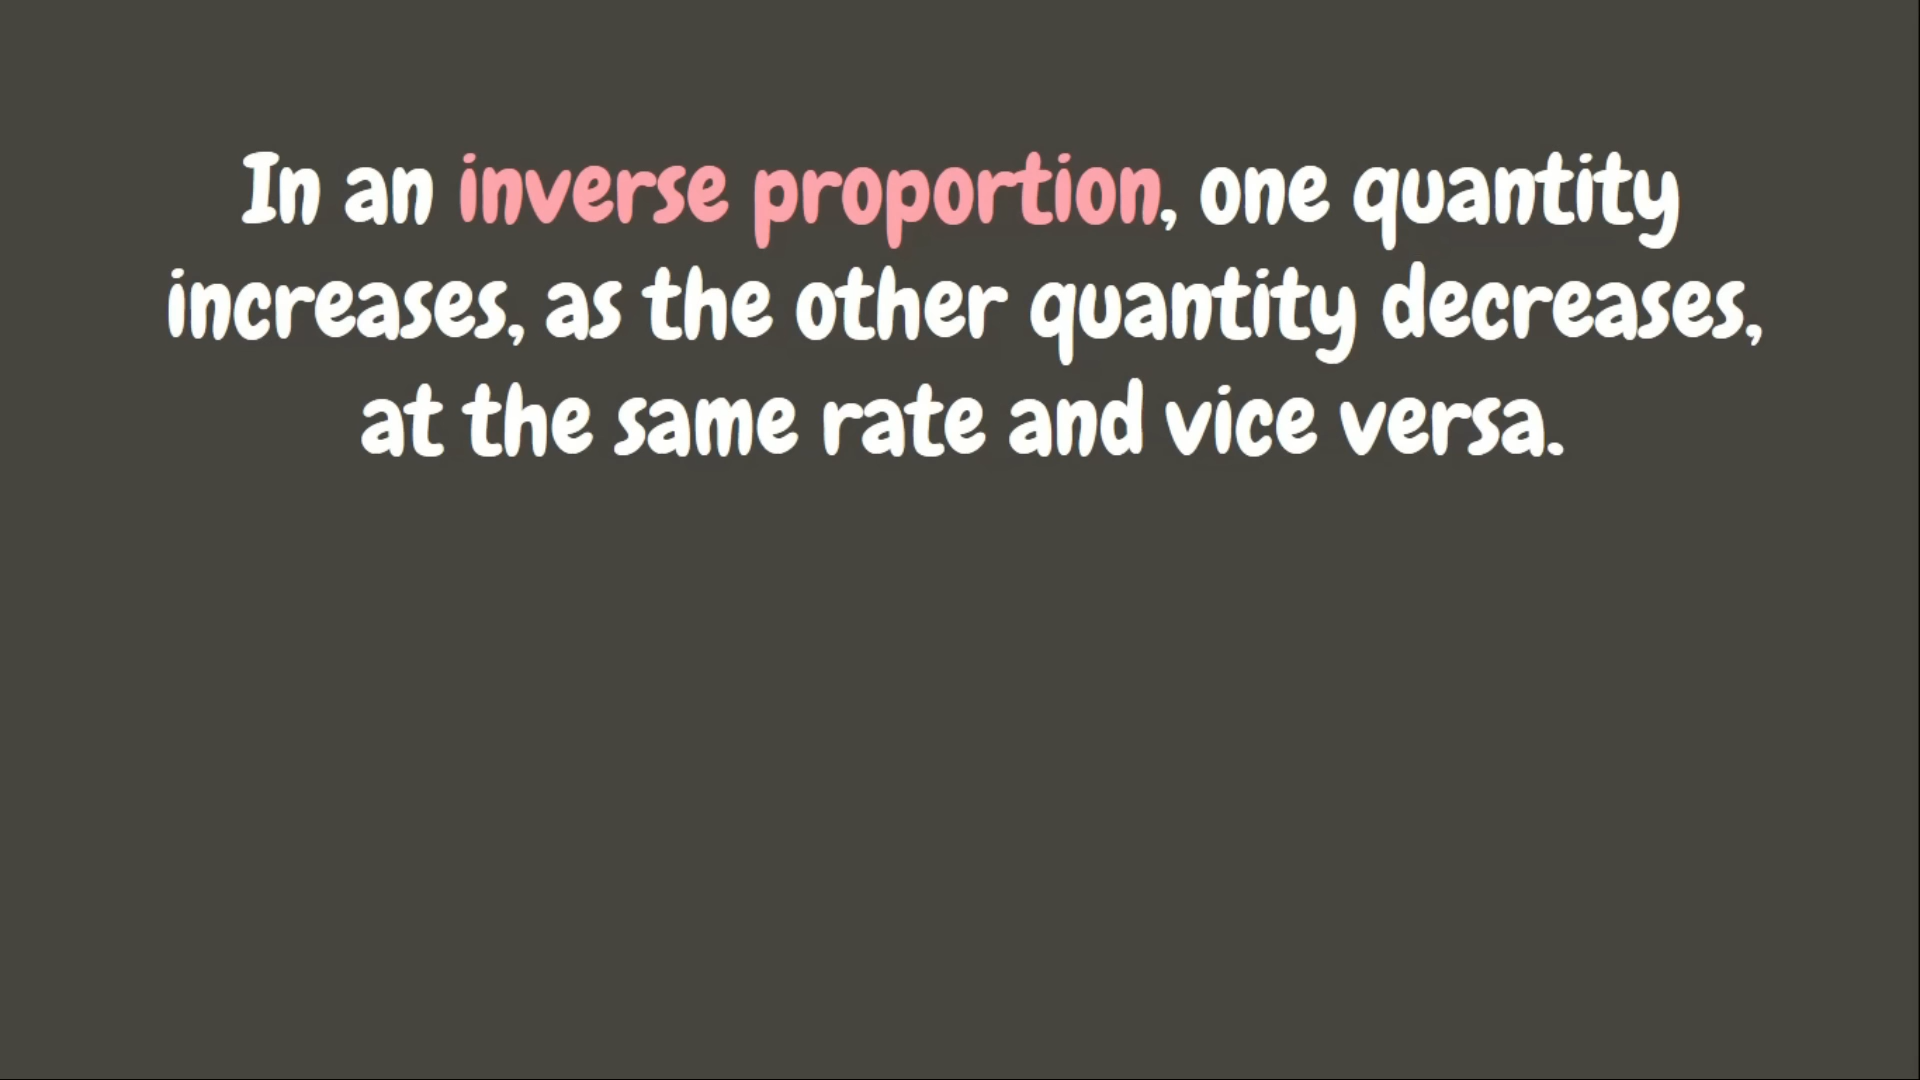 In an inverse proportion, one quantity
increases, as the other quantity decreases,
at the same rate and vice versa.